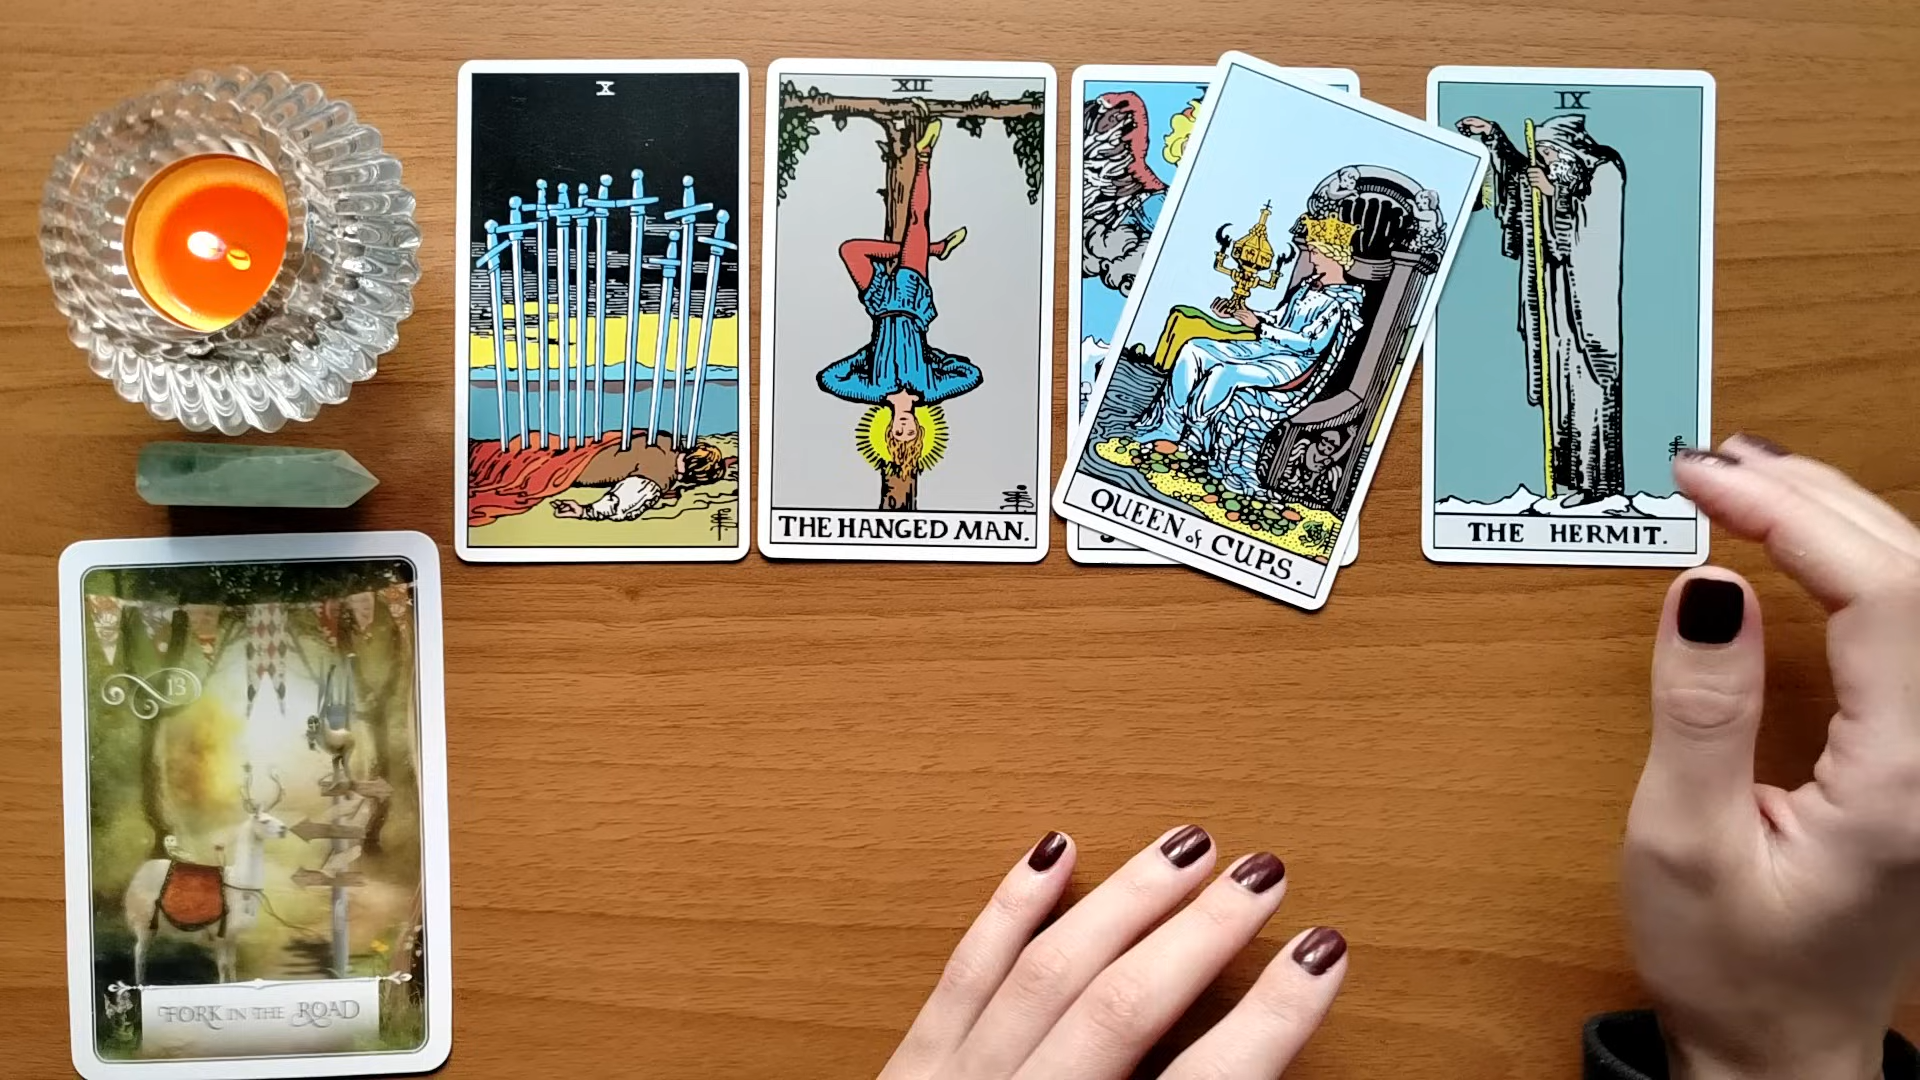 X
XII
IX
THE HANGED MAN.
QUEEN of CUPS.
THE HERMIT.
13
FORK IN THE ROAD